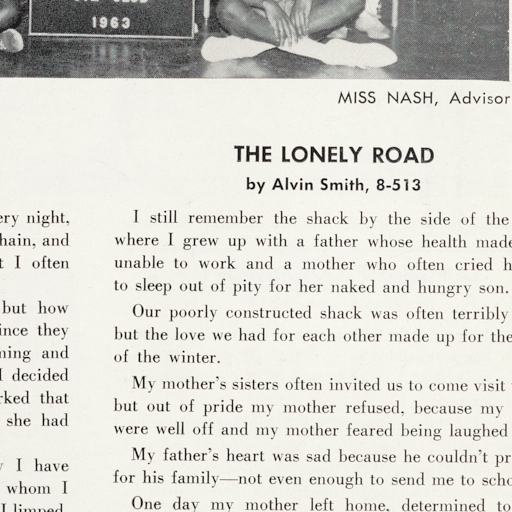 1963
MISS NASH, Advisor
ery night,
hain, and
t I often
but how
ince they
ning and
I decided
rked that
she had
I have
whom I
I limped
THE LONELY ROAD
by Alvin Smith, 8-513
I still remember the shack by the side of the
where I grew up with a father whose health made
unable to work and a mother who often cried h
to sleep out of pity for her naked and hungry son.
Our poorly constructed shack was often terribly
but the love we had for each other made up for the
of the winter.
My mother's sisters often invited us to come visit
but out of pride my mother refused, because my
were well off and my mother feared being laughed
My father's heart was sad because he couldn't pr
for his family—not even enough to send me to scho
One day my mother left home, determined to